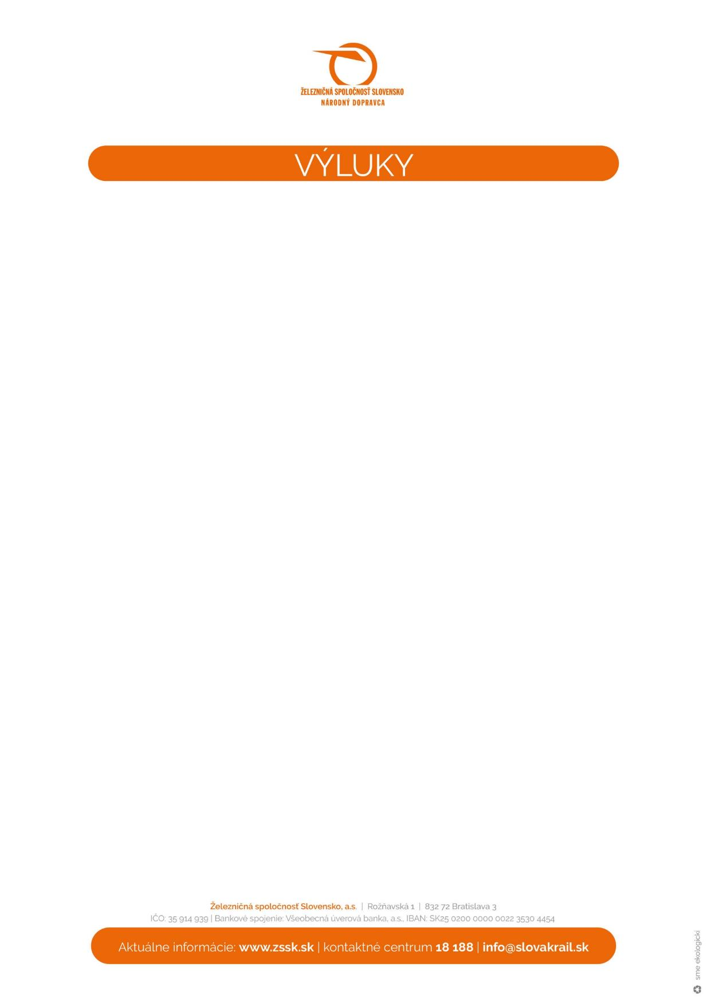 ŽELEZNIČNÁ SPOLOČNOSŤ SLOVENSKO
NÁRODNÝ DOPRAVCA
VÝLUKY
Železničná spoločnosť Slovensko, a.s. | Rožňavská 1 | 832 72 Bratislava 3
IČO: 35 914 939 | Bankové spojenie: Všeobecná úverová banka, a.s., IBAN: SK25 0200 0000 0022 3530 4454
Aktuálne informácie: www.zssk.sk | kontaktné centrum 18 188 | info@slovakrail.sk
sme ekologickí